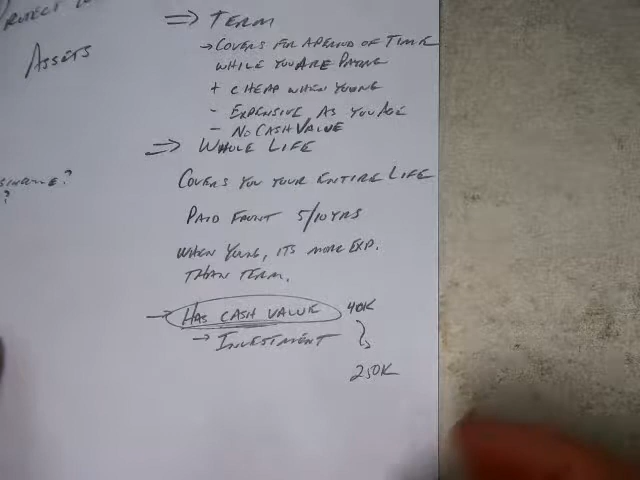 PROTECT
ASSETS
⇒ TERM
→ COVERS FOR A PERIOD OF TIME
WHILE YOU ARE PAYING
+ CHEAP WHEN YOUNG
- EXPENSIVE AS YOU AGE
- NO CASH VALUE
⇒ WHOLE LIFE
COVERS YOU YOUR ENTIRE LIFE
?
?
PAID FRONT 5/10 YRS
WHEN YOUNG, ITS MORE EXP.
THAN TERM.
→ HAS CASH VALUE 40K
→ INVESTMENT
250K